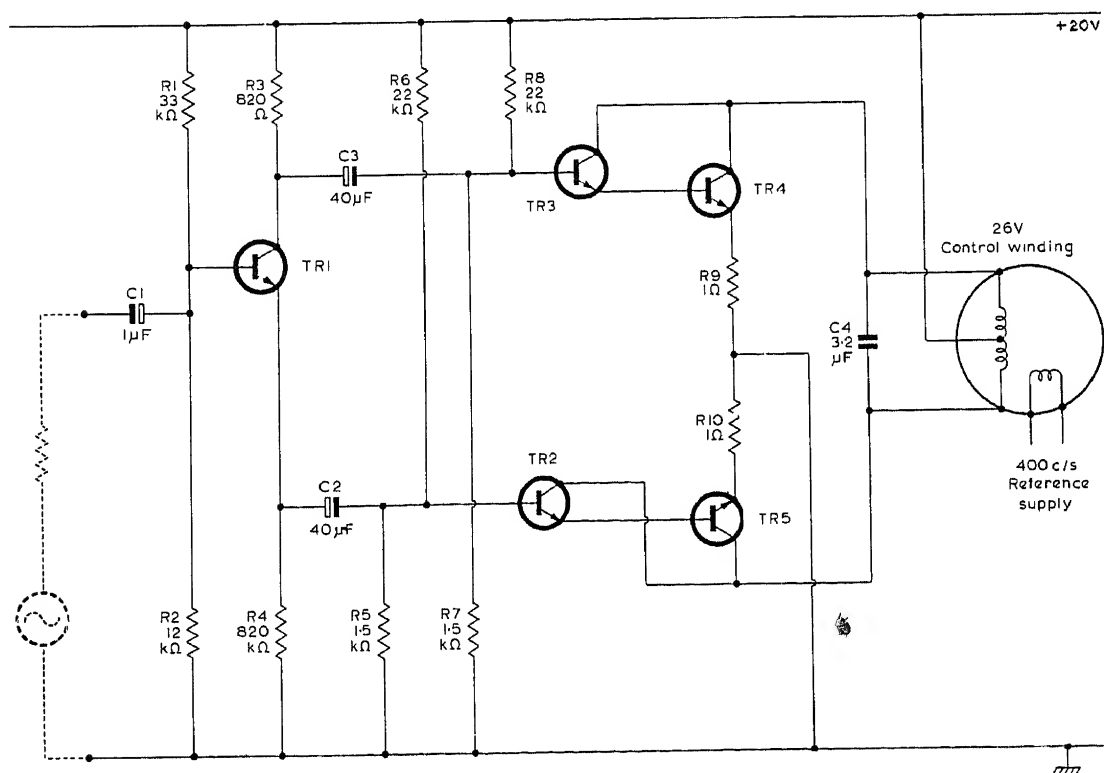 +20V
R1
33
kΩ
R3
820
Ω
R6
22
kΩ
R8
22
kΩ
C3
40µF
TR3
TR4
TR1
26V
Control winding
R9
1Ω
C1
1µF
C4
3·2
µF
R10
1Ω
TR2
400 c/s
Reference
supply
C2
40µF
TR5
R2
12
kΩ
R4
820
kΩ
R5
1·5
kΩ
R7
1·5
kΩ